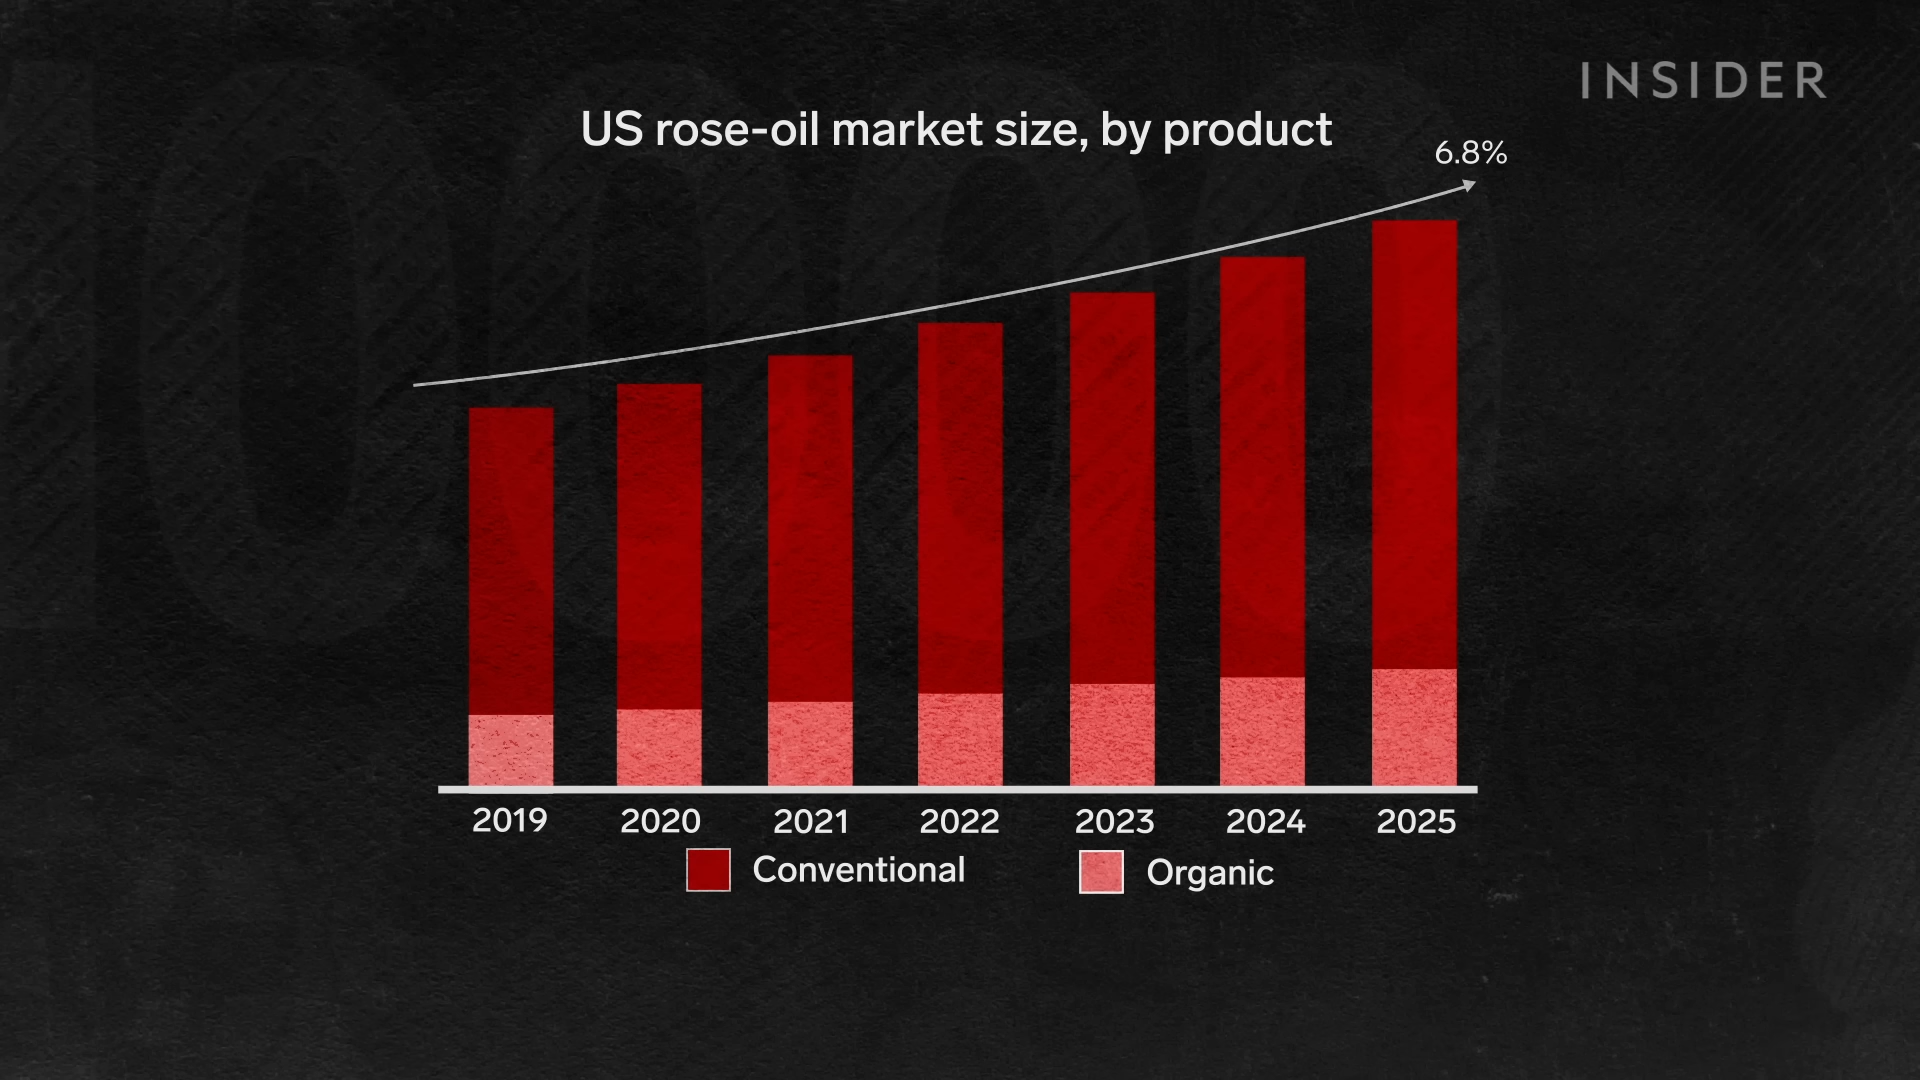 INSIDER
US rose-oil market size, by product
6.8%
2019 2020 2021 2022 2023 2024 2025
Conventional Organic